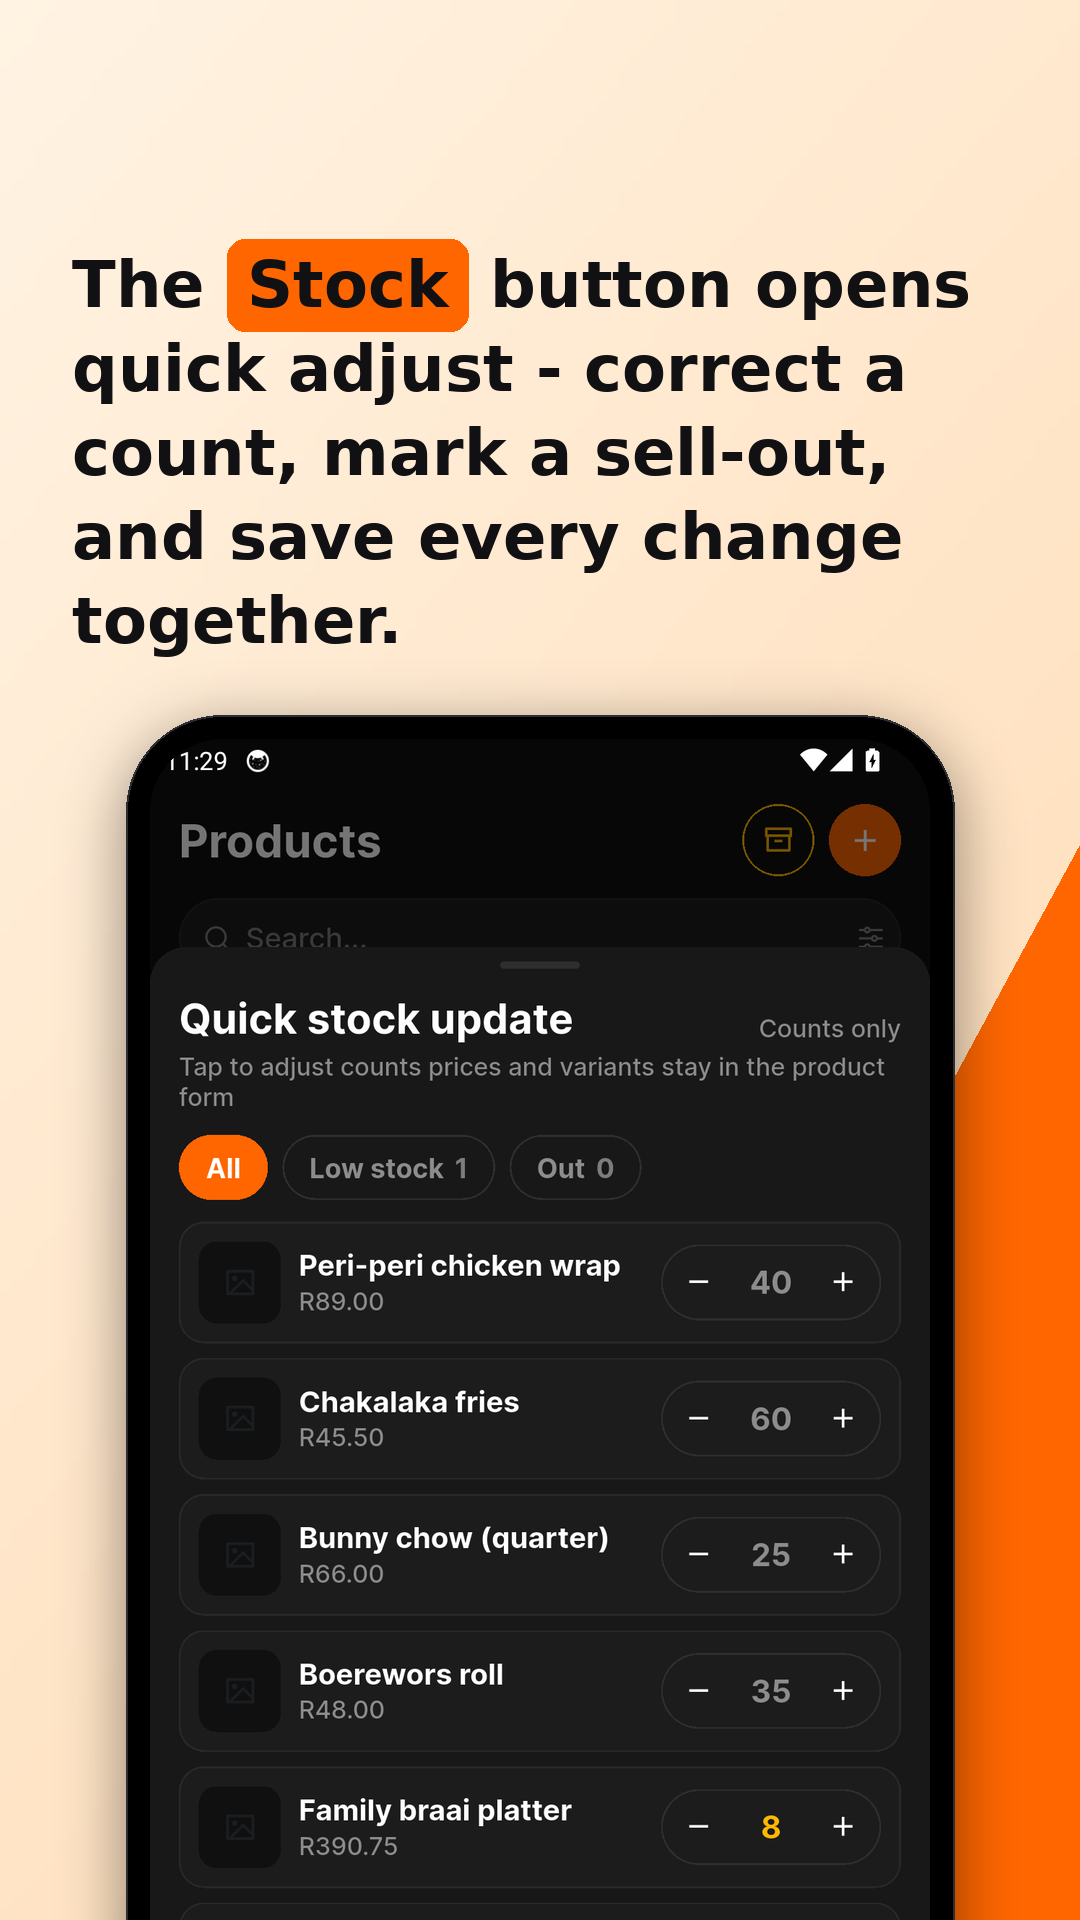 The Stock button opens
quick adjust - correct a
count, mark a sell-out,
and save every change
together.
11:29
Products
Search...
Quick stock update
Counts only
Tap to adjust counts prices and variants stay in the product
form
All
Low stock 1
Out 0
Peri-peri chicken wrap
R89.00
− 40 +
Chakalaka fries
R45.50
− 60 +
Bunny chow (quarter)
R66.00
− 25 +
Boerewors roll
R48.00
− 35 +
Family braai platter
R390.75
− 8 +